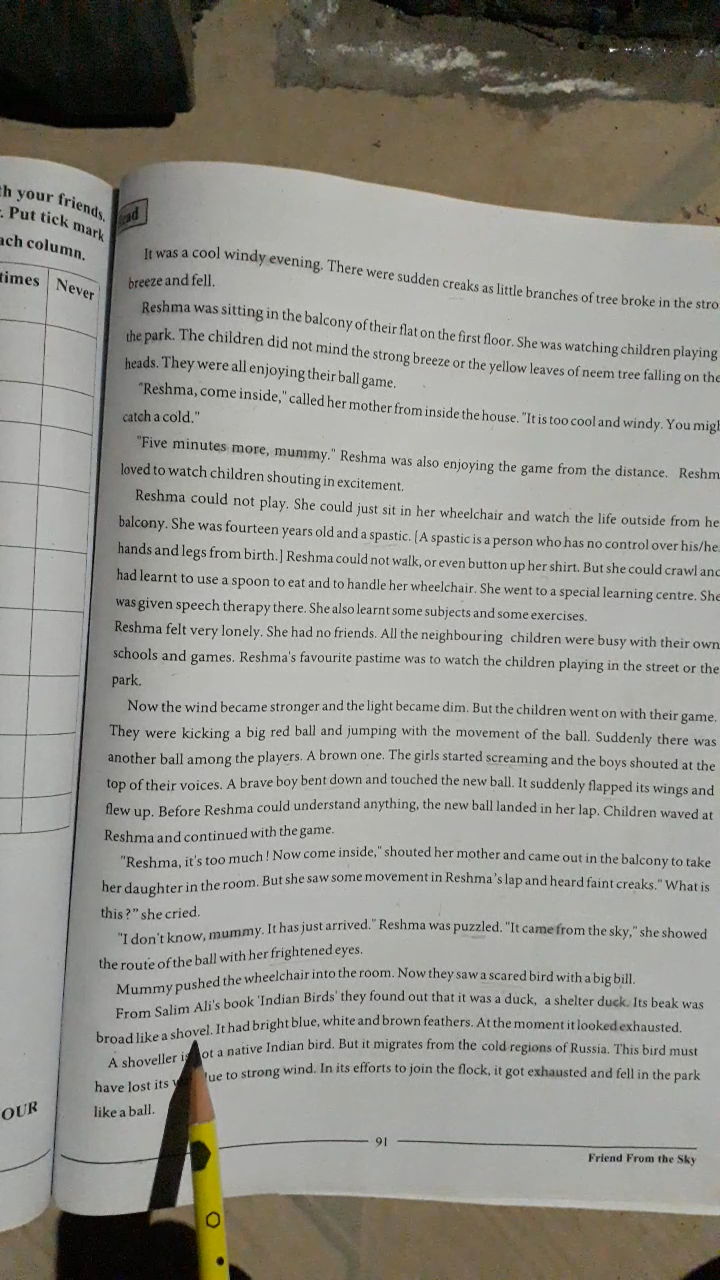 th your friends.
. Put tick mark
ach column.
times Never
OUR
ead
It was a cool windy evening. There were sudden creaks as little branches of tree broke in the stro
breeze and fell.
Reshma was sitting in the balcony of their flat on the first floor. She was watching children playing
the park. The children did not mind the strong breeze or the yellow leaves of neem tree falling on the
heads. They were all enjoying their ball game.
"Reshma, come inside," called her mother from inside the house. "It is too cool and windy. You migh
catch a cold."
"Five minutes more, mummy." Reshma was also enjoying the game from the distance. Reshm
loved to watch children shouting in excitement.
Reshma could not play. She could just sit in her wheelchair and watch the life outside from he
balcony. She was fourteen years old and a spastic. [A spastic is a person who has no control over his/he
hands and legs from birth.] Reshma could not walk, or even button up her shirt. But she could crawl and
had learnt to use a spoon to eat and to handle her wheelchair. She went to a special learning centre. She
was given speech therapy there. She also learnt some subjects and some exercises.
Reshma felt very lonely. She had no friends. All the neighbouring children were busy with their own
schools and games. Reshma's favourite pastime was to watch the children playing in the street or the
park.
Now the wind became stronger and the light became dim. But the children went on with their game.
They were kicking a big red ball and jumping with the movement of the ball. Suddenly there was
another ball among the players. A brown one. The girls started screaming and the boys shouted at the
top of their voices. A brave boy bent down and touched the new ball. It suddenly flapped its wings and
flew up. Before Reshma could understand anything, the new ball landed in her lap. Children waved at
Reshma and continued with the game.
"Reshma, it's too much ! Now come inside," shouted her mother and came out in the balcony to take
her daughter in the room. But she saw some movement in Reshma's lap and heard faint creaks." What is
this ?" she cried.
"I don't know, mummy. It has just arrived." Reshma was puzzled. "It came from the sky," she showed
the route of the ball with her frightened eyes.
Mummy pushed the wheelchair into the room. Now they saw a scared bird with a big bill.
From Salim Ali's book 'Indian Birds' they found out that it was a duck, a shelter duck. Its beak was
broad like a shovel. It had bright blue, white and brown feathers. At the moment it looked exhausted.
A shoveller is ot a native Indian bird. But it migrates from the cold regions of Russia. This bird must
have lost its ue to strong wind. In its efforts to join the flock, it got exhausted and fell in the park
like a ball.
91
Friend From the Sky